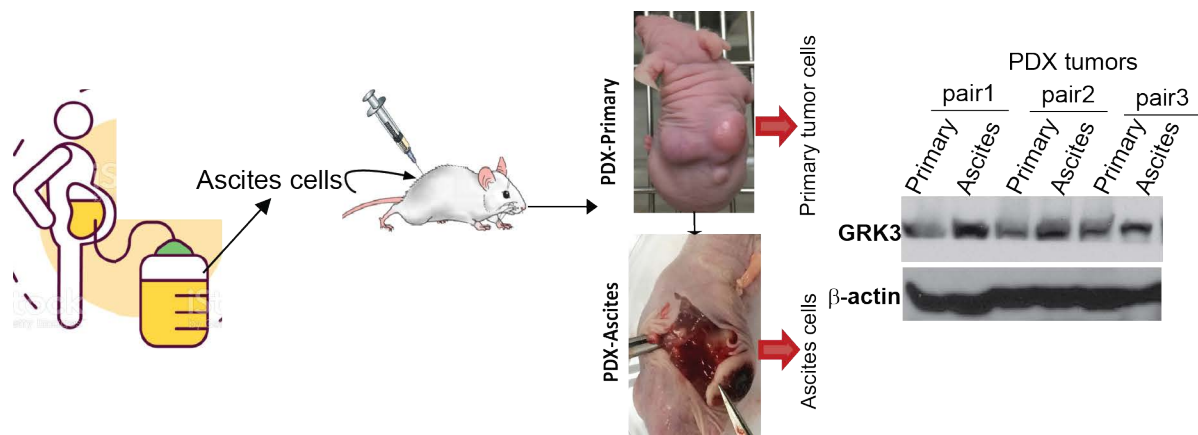 Ascites cells
PDX-Primary
Primary tumor cells
PDX-Ascites
Ascites cells
PDX tumors
pair1 pair2 pair3
Primary Ascites Primary Ascites Primary Ascites
GRK3
β-actin